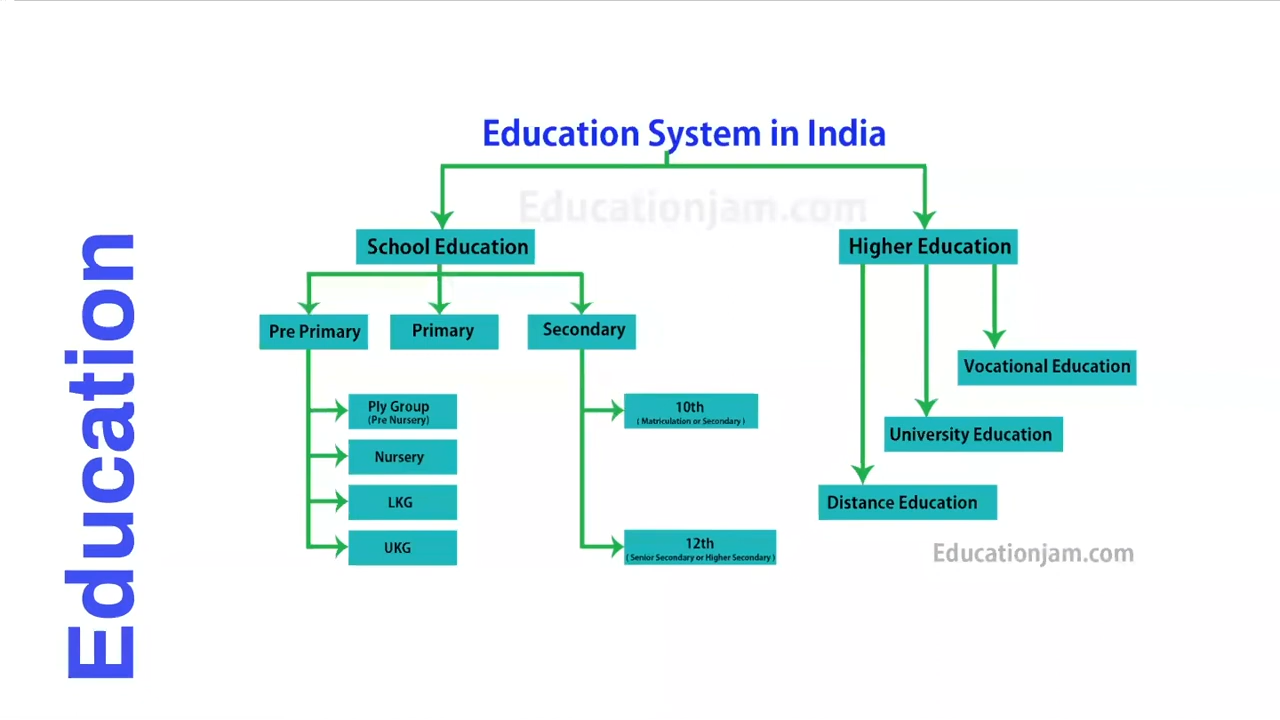 Education
Education System in India
Educationjam.com
School Education
Higher Education
Pre Primary
Primary
Secondary
Vocational Education
Ply Group
(Pre Nursery)
10th
( Matriculation or Secondary )
University Education
Nursery
LKG
Distance Education
UKG
12th
( Senior Secondary or Higher Secondary )
Educationjam.com